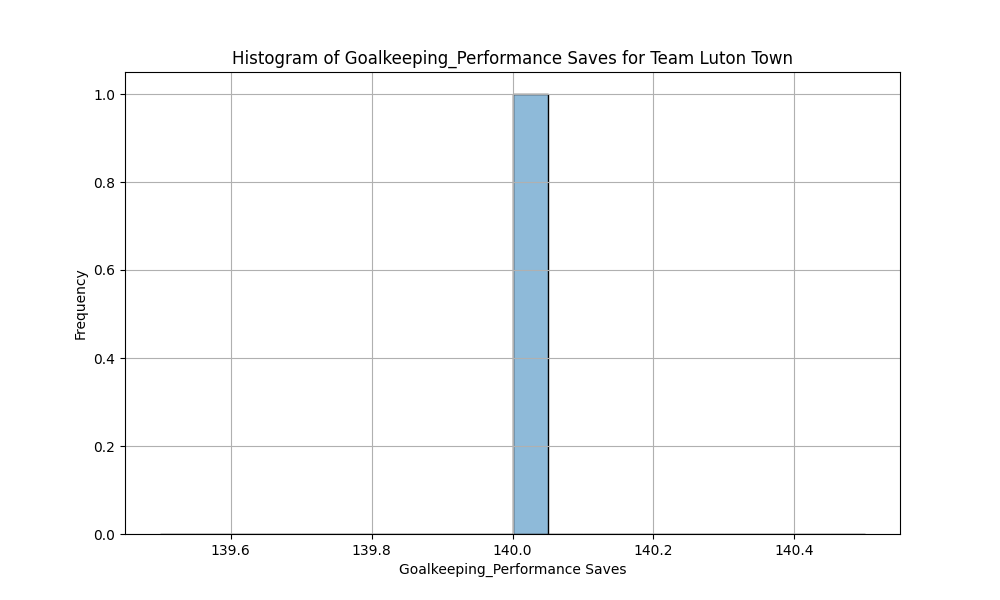 Histogram of Goalkeeping_Performance Saves for Team Luton Town
1.0
0.8
0.6
0.4
0.2
0.0
Frequency
139.6 139.8 140.0 140.2 140.4
Goalkeeping_Performance Saves